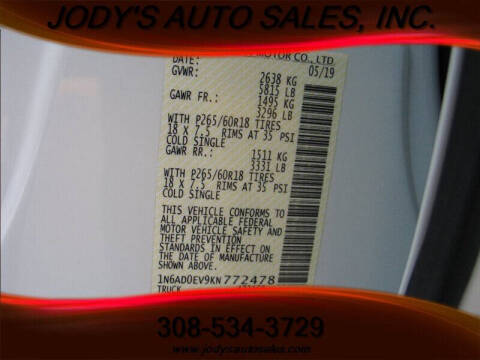 JODY'S AUTO SALES, INC.
MOTOR CO., LTD.
DATE: 05/19
GVWR: 2638 KG
5815 LB
GAWR FR.: 1495 KG
3296 LB
WITH P265/60R18 TIRES
18 X 7.5 RIMS AT 35 PSI
COLD SINGLE
GAWR RR.: 1511 KG
3331 LB
WITH P265/60R18 TIRES
18 X 7.5 RIMS AT 35 PSI
COLD SINGLE
THIS VEHICLE CONFORMS TO
ALL APPLICABLE FEDERAL
MOTOR VEHICLE SAFETY AND
THEFT PREVENTION
STANDARDS IN EFFECT ON
THE DATE OF MANUFACTURE
SHOWN ABOVE.
1N6AD0EV9KN772478
TRUCK
308-534-3729
www.jodysautosales.com